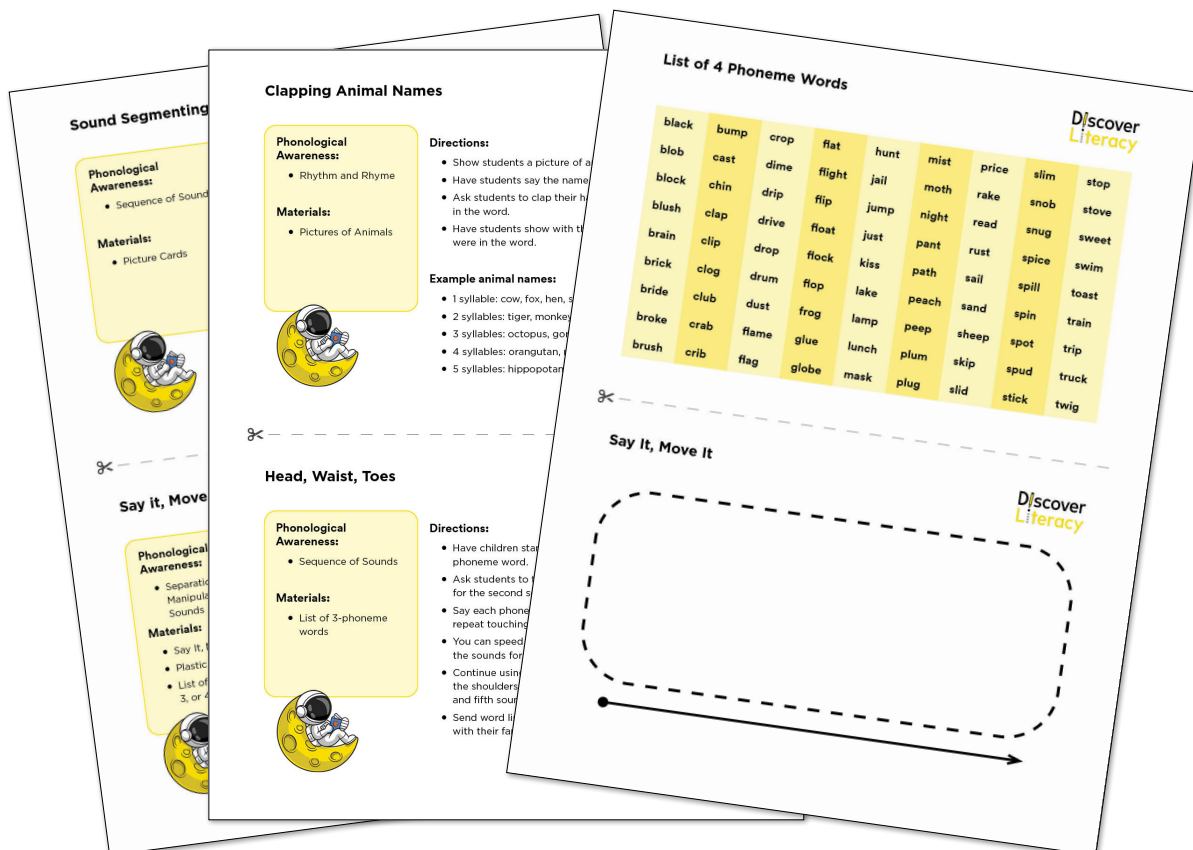 Sound Segmenting
Phonological
Awareness:
• Sequence of Sound
Materials:
• Picture Cards
Say it, Move
Phonological
Awareness:
• Separatio
Manipula
Sounds
Materials:
• Say It,
• Plastic
• List of
3, or 4
Clapping Animal Names
Phonological
Awareness:
• Rhythm and Rhyme
Materials:
• Pictures of Animals
Directions:
• Show students a picture of a
• Have students say the name
• Ask students to clap their h
in the word.
• Have students show with th
were in the word.
Example animal names:
• 1 syllable: cow, fox, hen, s
• 2 syllables: tiger, monkey
• 3 syllables: octopus, gor
• 4 syllables: orangutan,
• 5 syllables: hippopotam
Head, Waist, Toes
Phonological
Awareness:
• Sequence of Sounds
Materials:
• List of 3-phoneme
words
Directions:
• Have children stan
phoneme word.
• Ask students to t
for the second s
• Say each phone
repeat touching
• You can speed
the sounds for
• Continue using
the shoulders
and fifth soun
• Send word li
with their fa
List of 4 Phoneme Words
Discover
Literacy
black bump crop flat hunt mist price slim stop
blob cast dime flight jail moth rake snob stove
block chin drip flip jump night read snug sweet
blush clap drive float just pant rust spice swim
brain clip drop flock kiss path sail spill toast
brick clog drum flop lake peach sand spin train
bride club dust frog lamp peep sheep spot trip
broke crab flame glue lunch plum skip spud truck
brush crib flag globe mask plug slid stick twig
Say It, Move It
Discover
Literacy